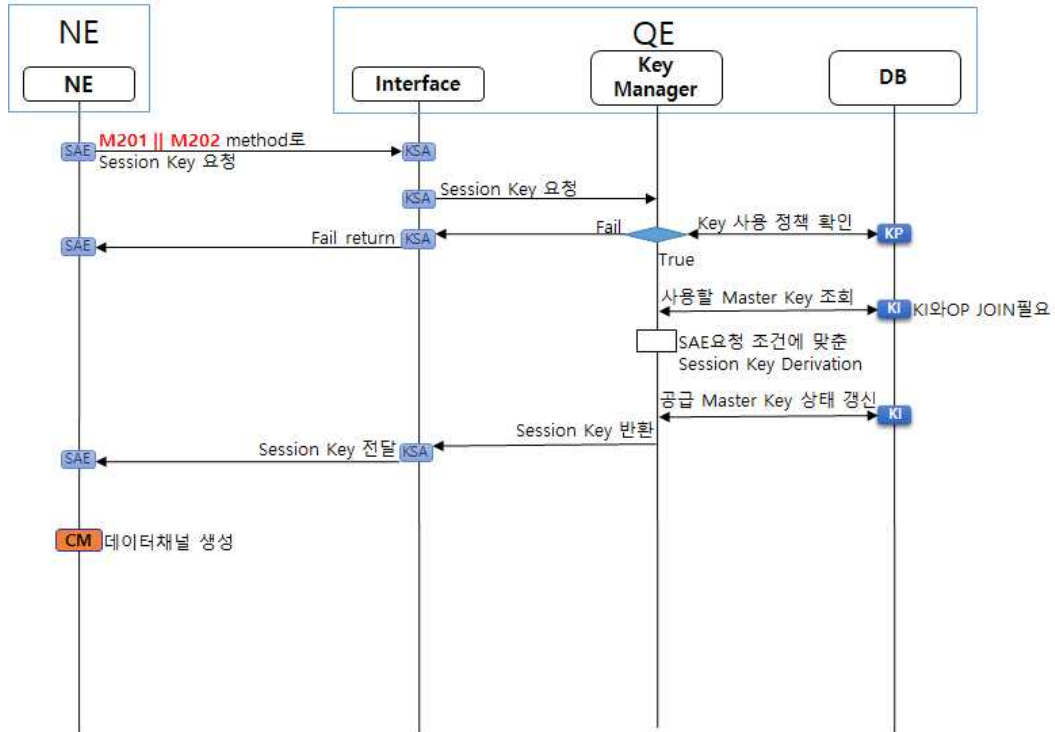 NE
QE
NE
Interface
Key
Manager
DB
SAE
M201 || M202 method로
Session Key 요청
KSA
KSA
Session Key 요청
SAE
Fail return
KSA
Fail
Key 사용 정책 확인
KP
True
사용할 Master Key 조회
KI
KI와OP JOIN필요
SAE요청 조건에 맞춘
Session Key Derivation
공급 Master Key 상태 갱신
KI
Session Key 반환
SAE
Session Key 전달
KSA
CM
데이터채널 생성